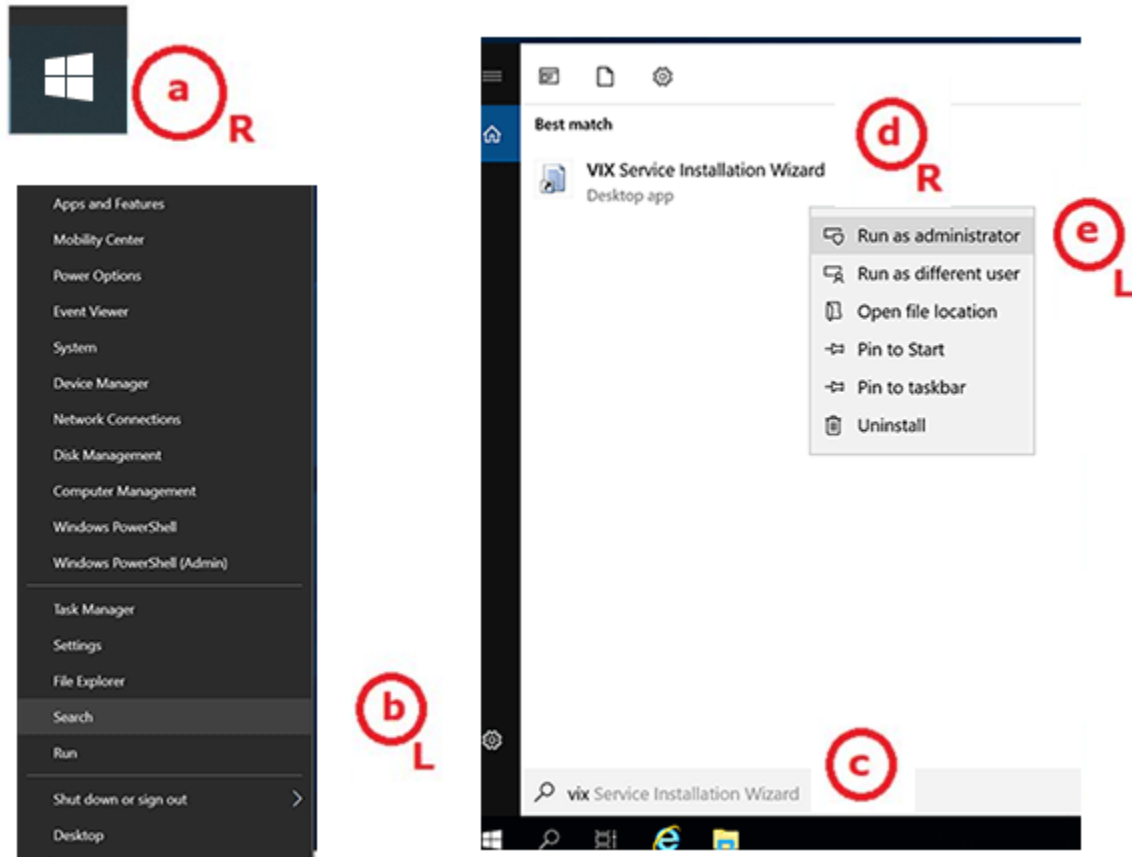 a
R
Apps and Features
Mobility Center
Power Options
Event Viewer
System
Device Manager
Network Connections
Disk Management
Computer Management
Windows PowerShell
Windows PowerShell (Admin)
Task Manager
Settings
File Explorer
Search
Run
Shut down or sign out
Desktop
b
L
Best match
d
R
VIX Service Installation Wizard
Desktop app
Run as administrator
Run as different user
Open file location
Pin to Start
Pin to taskbar
Uninstall
e
L
c
vix Service Installation Wizard